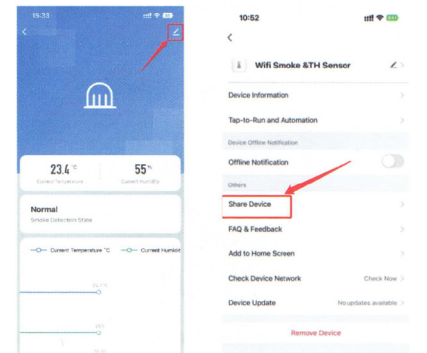 15:33
23.4 °C
55 %
Current Temperature
Current Humidity
Normal
Smoke Detection State
Current Temperature °C
Current Humidit
10:52
Wifi Smoke &TH Sensor
Device Information
Tap-to-Run and Automation
Device Offline Notification
Offline Notification
Others
Share Device
FAQ & Feedback
Add to Home Screen
Check Device Network
Check Now
Device Update
No updates available
Remove Device